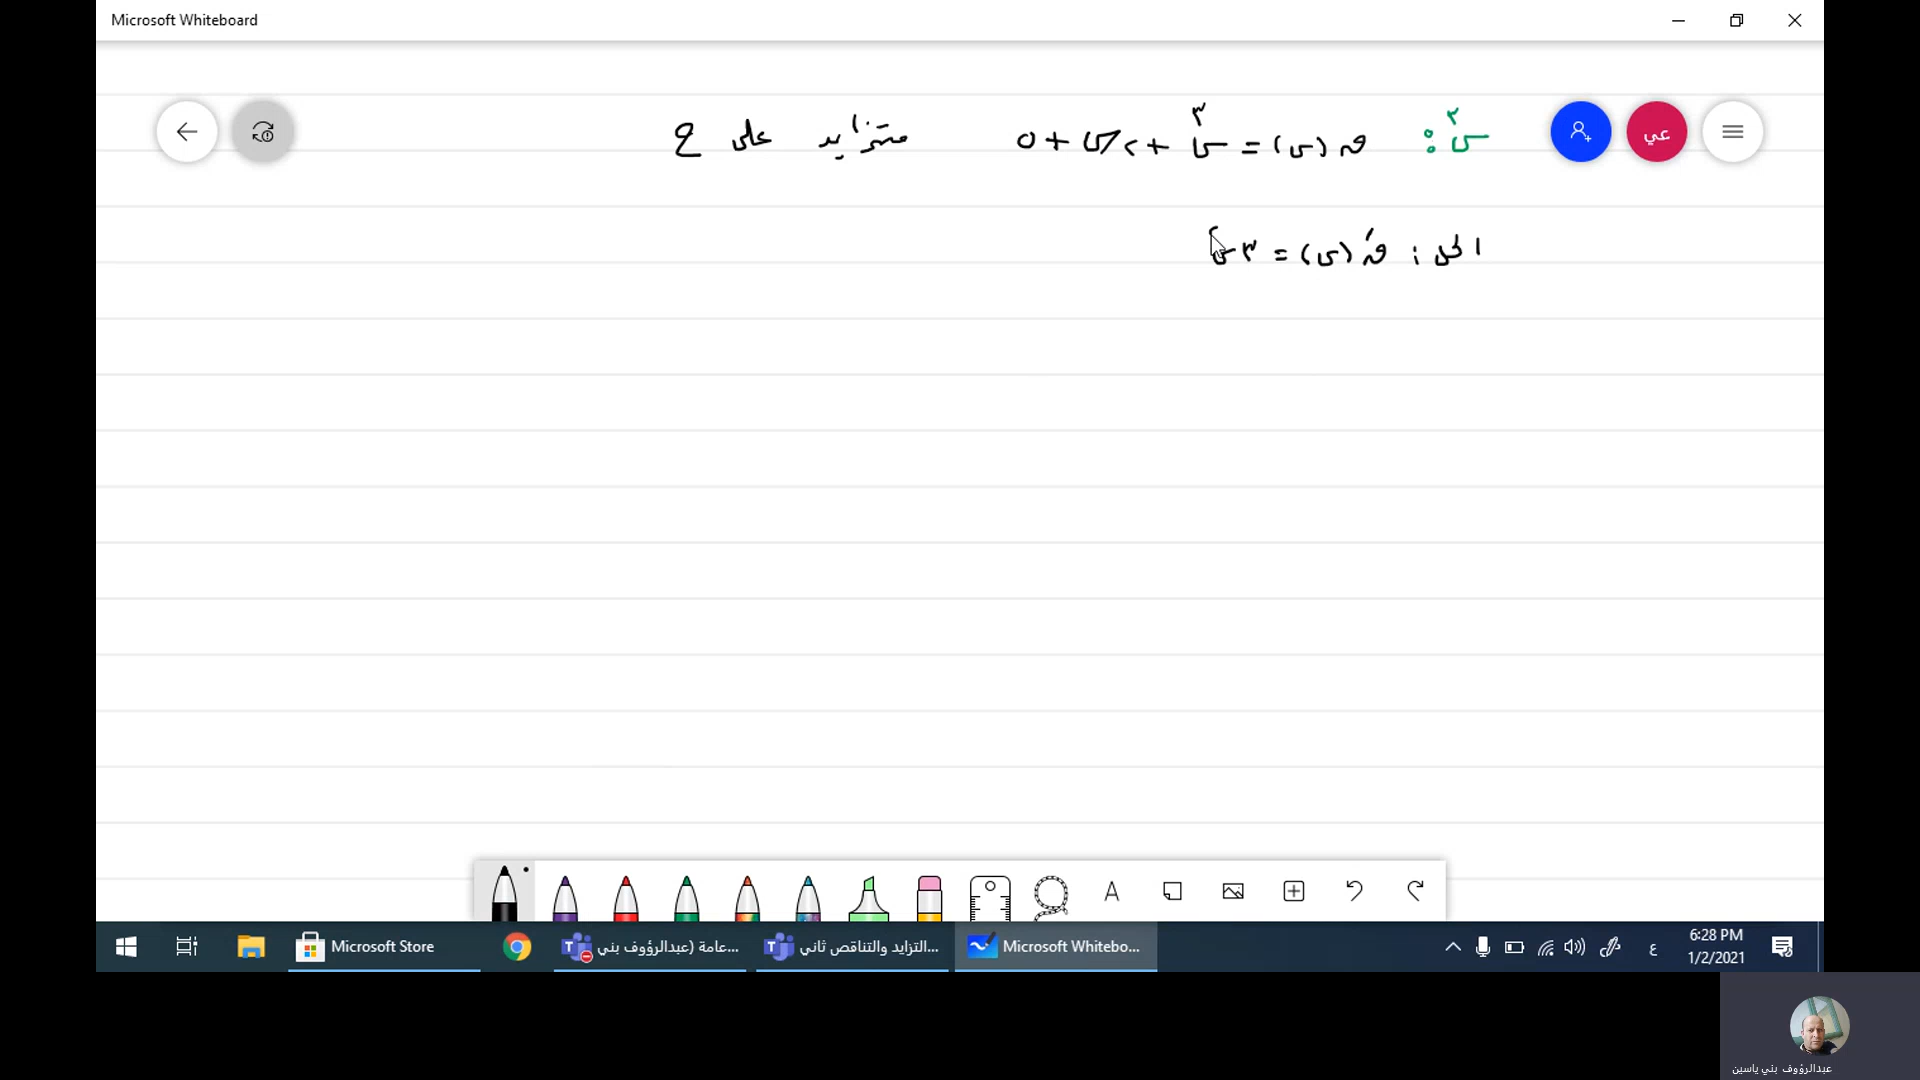 Microsoft Whiteboard
س٢: ق(س) = س٣ + ٢س + ٥ متزايد على ح
عي
الحل: قَ(س) = ٣س٢
A
Microsoft Store
عامة (عبدالرؤوف بني...
التزايد والتناقص ثاني...
Microsoft Whitebo...
ع
6:28 PM
1/2/2021
عبدالرؤوف بني ياسين